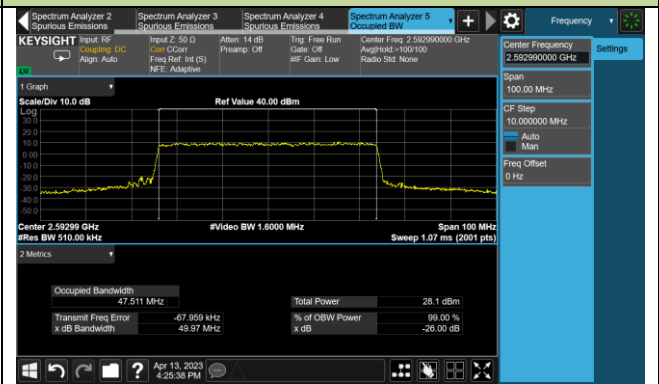 Spectrum Analyzer 2 Spectrum Analyzer 3 Spectrum Analyzer 4 Spectrum Analyzer 5 Frequency
Spurious Emissions Spurious Emissions Spurious Emissions Occupied BW
KEYSIGHT Input: RF Input Z: 50 Ω Atten: 14 dB Trig: Free Run Center Freq: 2.592990000 GHz
Coupling: DC Corr CCorr Preamp: Off Gate: Off Avg|Hold:>100/100
Align: Auto Freq Ref: Int (S) #IF Gain: Low Radio Std: None
NFE: Adaptive
Center Frequency
2.592990000 GHz
Settings
Span
100.00 MHz
CF Step
10.000000 MHz
Auto
Man
Freq Offset
0 Hz
1 Graph
Scale/Div 10.0 dB Ref Value 40.00 dBm
Log
30.0
20.0
10.0
0.00
-10.0
-20.0
-30.0
-40.0
-50.0
Center 2.59299 GHz #Video BW 1.6000 MHz Span 100 MHz
#Res BW 510.00 kHz Sweep 1.07 ms (2001 pts)
2 Metrics
Occupied Bandwidth
47.511 MHz Total Power 28.1 dBm
Transmit Freq Error -67.959 kHz % of OBW Power 99.00 %
x dB Bandwidth 49.97 MHz x dB -26.00 dB
Apr 13, 2023
4:25:38 PM